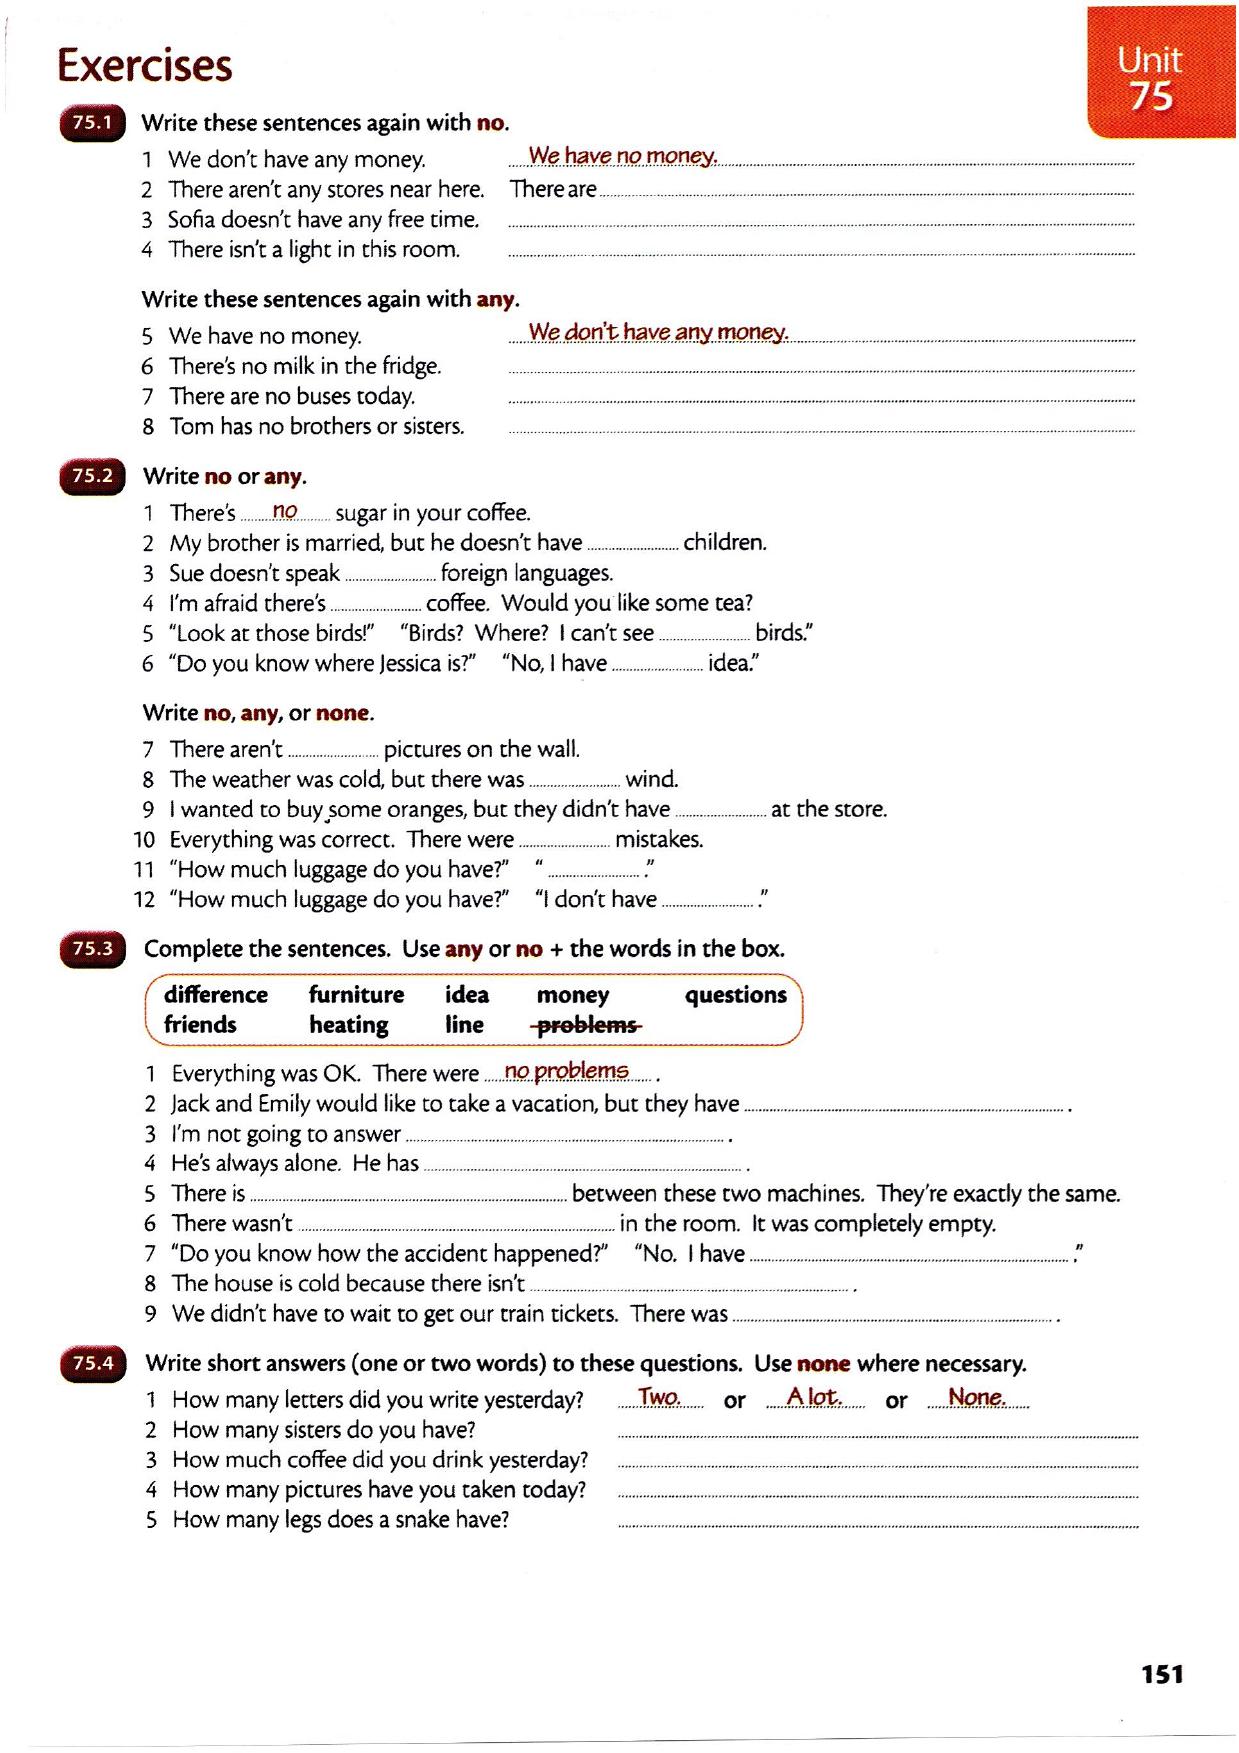 Exercises
Unit
75
75.1 Write these sentences again with no.
1 We don't have any money. We have no money.
2 There aren't any stores near here. There are
3 Sofia doesn't have any free time.
4 There isn't a light in this room.
Write these sentences again with any.
5 We have no money. We don't have any money.
6 There's no milk in the fridge.
7 There are no buses today.
8 Tom has no brothers or sisters.
75.2 Write no or any.
1 There's no sugar in your coffee.
2 My brother is married, but he doesn't have ........ children.
3 Sue doesn't speak ........ foreign languages.
4 I'm afraid there's ........ coffee. Would you like some tea?
5 "Look at those birds!" "Birds? Where? I can't see ........ birds."
6 "Do you know where Jessica is?" "No, I have ........ idea."
Write no, any, or none.
7 There aren't ........ pictures on the wall.
8 The weather was cold, but there was ........ wind.
9 I wanted to buy some oranges, but they didn't have ........ at the store.
10 Everything was correct. There were ........ mistakes.
11 "How much luggage do you have?" " ........ ."
12 "How much luggage do you have?" "I don't have ........ ."
75.3 Complete the sentences. Use any or no + the words in the box.
difference furniture idea money questions
friends heating line problems
1 Everything was OK. There were no problems .
2 Jack and Emily would like to take a vacation, but they have ........ .
3 I'm not going to answer ........ .
4 He's always alone. He has ........ .
5 There is ........ between these two machines. They're exactly the same.
6 There wasn't ........ in the room. It was completely empty.
7 "Do you know how the accident happened?" "No. I have ........ ."
8 The house is cold because there isn't ........ .
9 We didn't have to wait to get our train tickets. There was ........ .
75.4 Write short answers (one or two words) to these questions. Use none where necessary.
1 How many letters did you write yesterday? Two. or A lot. or None.
2 How many sisters do you have?
3 How much coffee did you drink yesterday?
4 How many pictures have you taken today?
5 How many legs does a snake have?
151